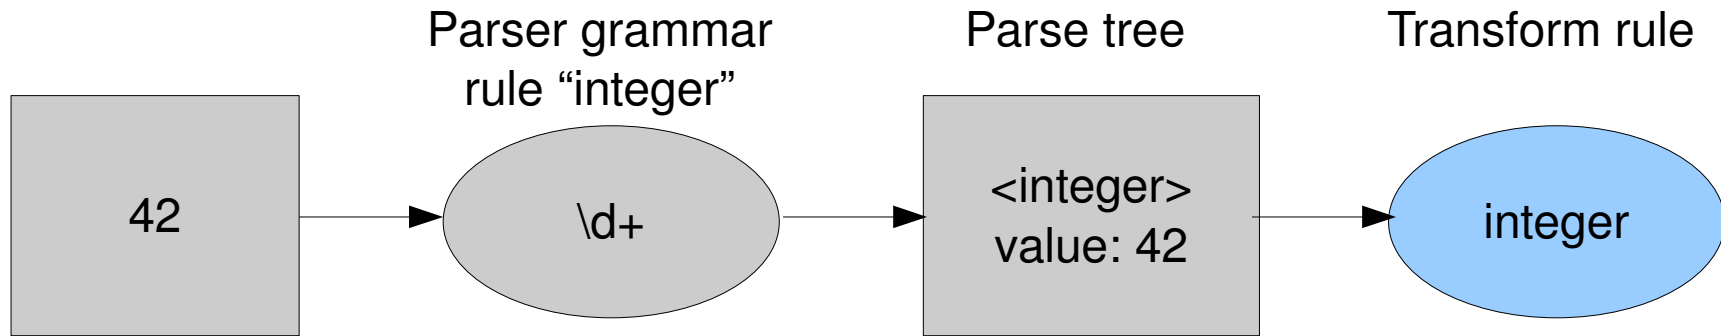 Parser grammar
rule “integer”
Parse tree
Transform rule
42
\d+
<integer>
value: 42
integer